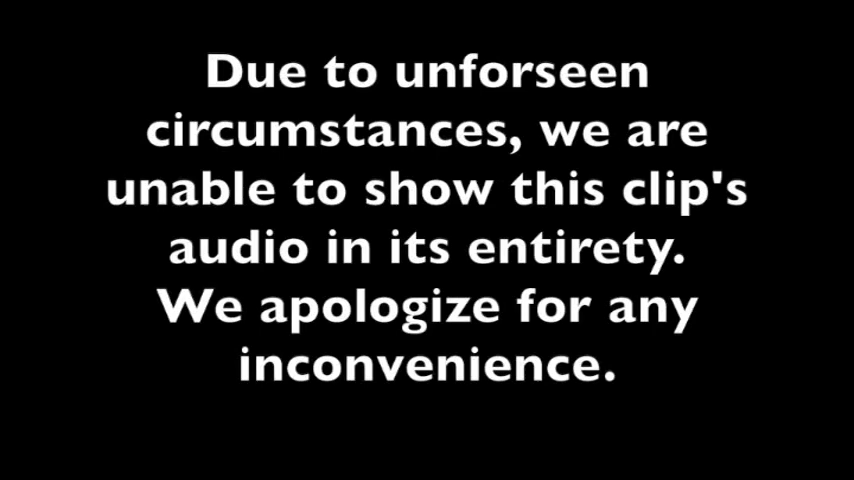 Due to unforseen
circumstances, we are
unable to show this clip's
audio in its entirety.
We apologize for any
inconvenience.